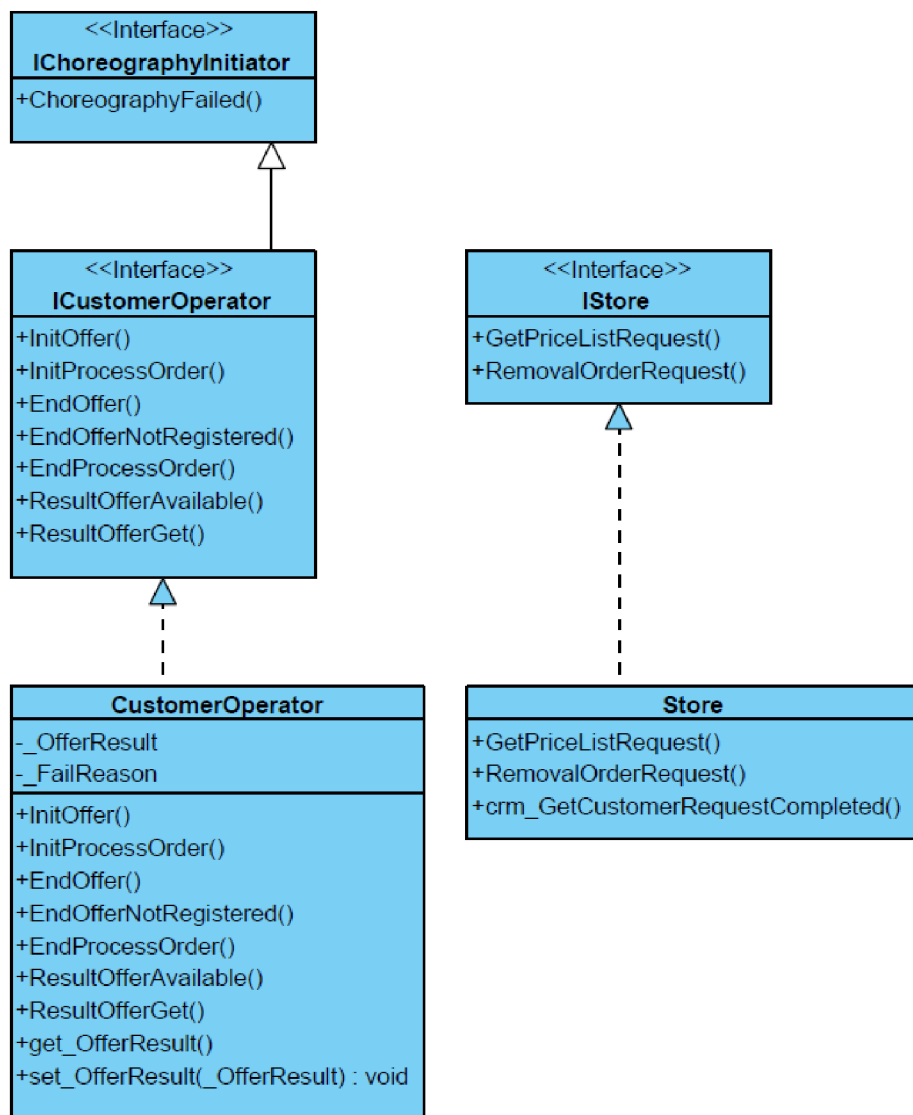 <<Interface>>
IChoreographyInitiator
+ChoreographyFailed()
<<Interface>>
ICustomerOperator
+InitOffer()
+InitProcessOrder()
+EndOffer()
+EndOfferNotRegistered()
+EndProcessOrder()
+ResultOfferAvailable()
+ResultOfferGet()
<<Interface>>
IStore
+GetPriceListRequest()
+RemovalOrderRequest()
CustomerOperator
-_OfferResult
-_FailReason
+InitOffer()
+InitProcessOrder()
+EndOffer()
+EndOfferNotRegistered()
+EndProcessOrder()
+ResultOfferAvailable()
+ResultOfferGet()
+get_OfferResult()
+set_OfferResult(_OfferResult) : void
Store
+GetPriceListRequest()
+RemovalOrderRequest()
+crm_GetCustomerRequestCompleted()